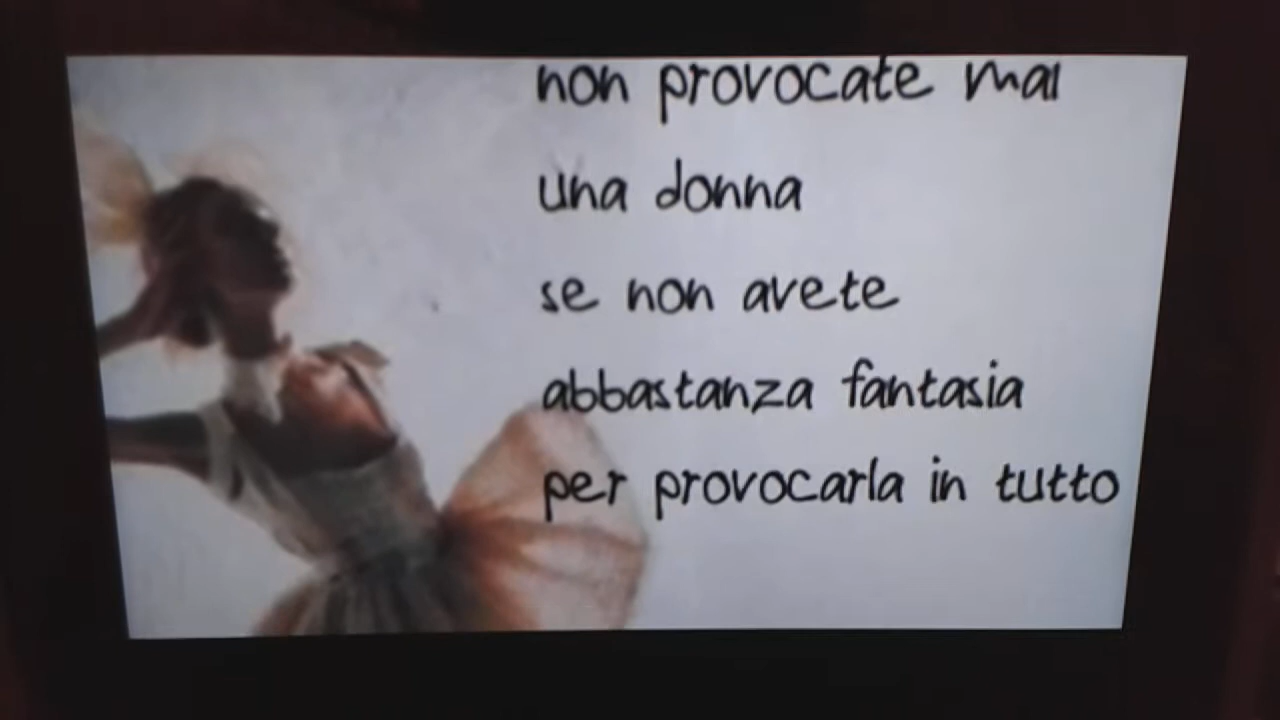 non provocate mai
una donna
se non avete
abbastanza fantasia
per provocarla in tutto